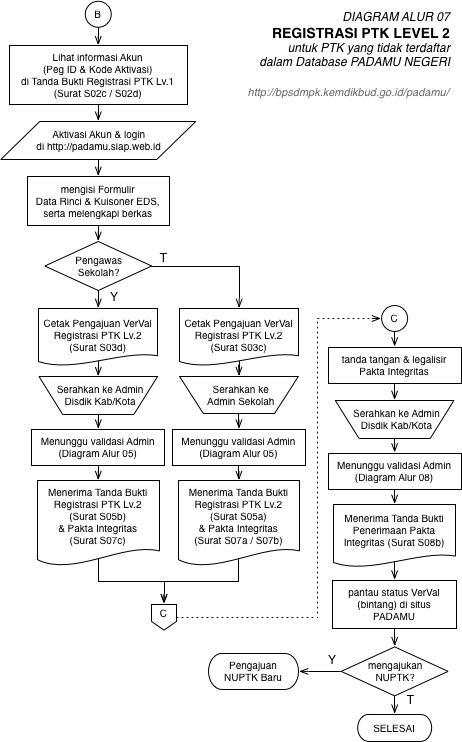 DIAGRAM ALUR 07
REGISTRASI PTK LEVEL 2
untuk PTK yang tidak terdaftar
dalam Database PADAMU NEGERI
http://bpsdmpk.kemdikbud.go.id/padamu/
B
Lihat informasi Akun
(Peg ID & Kode Aktivasi)
di Tanda Bukti Registrasi PTK Lv.1
(Surat S02c / S02d)
Aktivasi Akun & login
di http://padamu.siap.web.id
mengisi Formulir
Data Rinci & Kuisoner EDS,
serta melengkapi berkas
Pengawas
Sekolah?
T
Y
Cetak Pengajuan VerVal
Registrasi PTK Lv.2
(Surat S03d)
Serahkan ke Admin
Disdik Kab/Kota
Menunggu validasi Admin
(Diagram Alur 05)
Menerima Tanda Bukti
Registrasi PTK Lv.2
(Surat S05b)
& Pakta Integritas
(Surat S07c)
Cetak Pengajuan VerVal
Registrasi PTK Lv.2
(Surat S03c)
Serahkan ke
Admin Sekolah
Menunggu validasi Admin
(Diagram Alur 05)
Menerima Tanda Bukti
Registrasi PTK Lv.2
(Surat S05a)
& Pakta Integritas
(Surat S07a / S07b)
C
C
tanda tangan & legalisir
Pakta Integritas
Serahkan ke Admin
Disdik Kab/Kota
Menunggu validasi Admin
(Diagram Alur 08)
Menerima Tanda Bukti
Penerimaan Pakta
Integritas (Surat S08b)
pantau status VerVal
(bintang) di situs
PADAMU
mengajukan
NUPTK?
Y
Pengajuan
NUPTK Baru
T
SELESAI